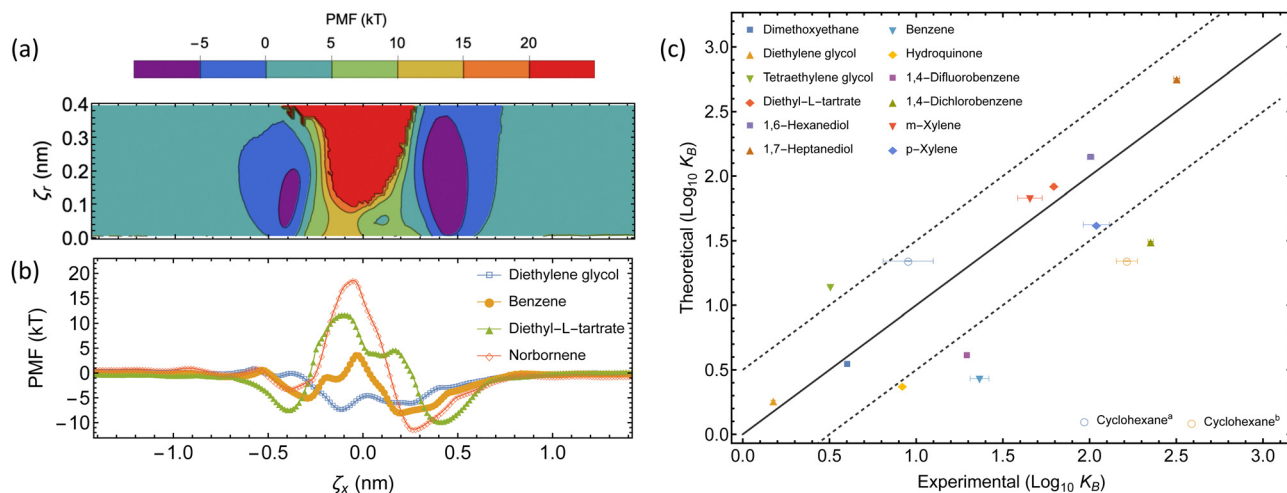 PMF (kT)
(a)
−5 0 2 5 10 14 20
0.4
0.3
0.2
0.1
0.0
ζr (nm)
(b)
20
15
10
5
0
−5
−10
PMF (kT)
Diethylene glycol
Benzene
Diethyl−L−tartrate
Norbornene
−1.0 −0.5 0.0 0.5 1.0
ζx (nm)
(c)
Dimethoxyethane
Diethylene glycol
Tetraethylene glycol
Diethyl−L−tartrate
1,6−Hexanediol
1,7−Heptanediol
Benzene
Hydroquinone
1,4−Difluorobenzene
1,4−Dichlorobenzene
m−Xylene
p−Xylene
3.0
2.5
2.0
1.5
1.0
0.5
0.0
Theoretical (Log10 KB)
Cyclohexanea Cyclohexaneb
0.0 0.5 1.0 1.5 2.0 2.5 3.0
Experimental (Log10 KB)